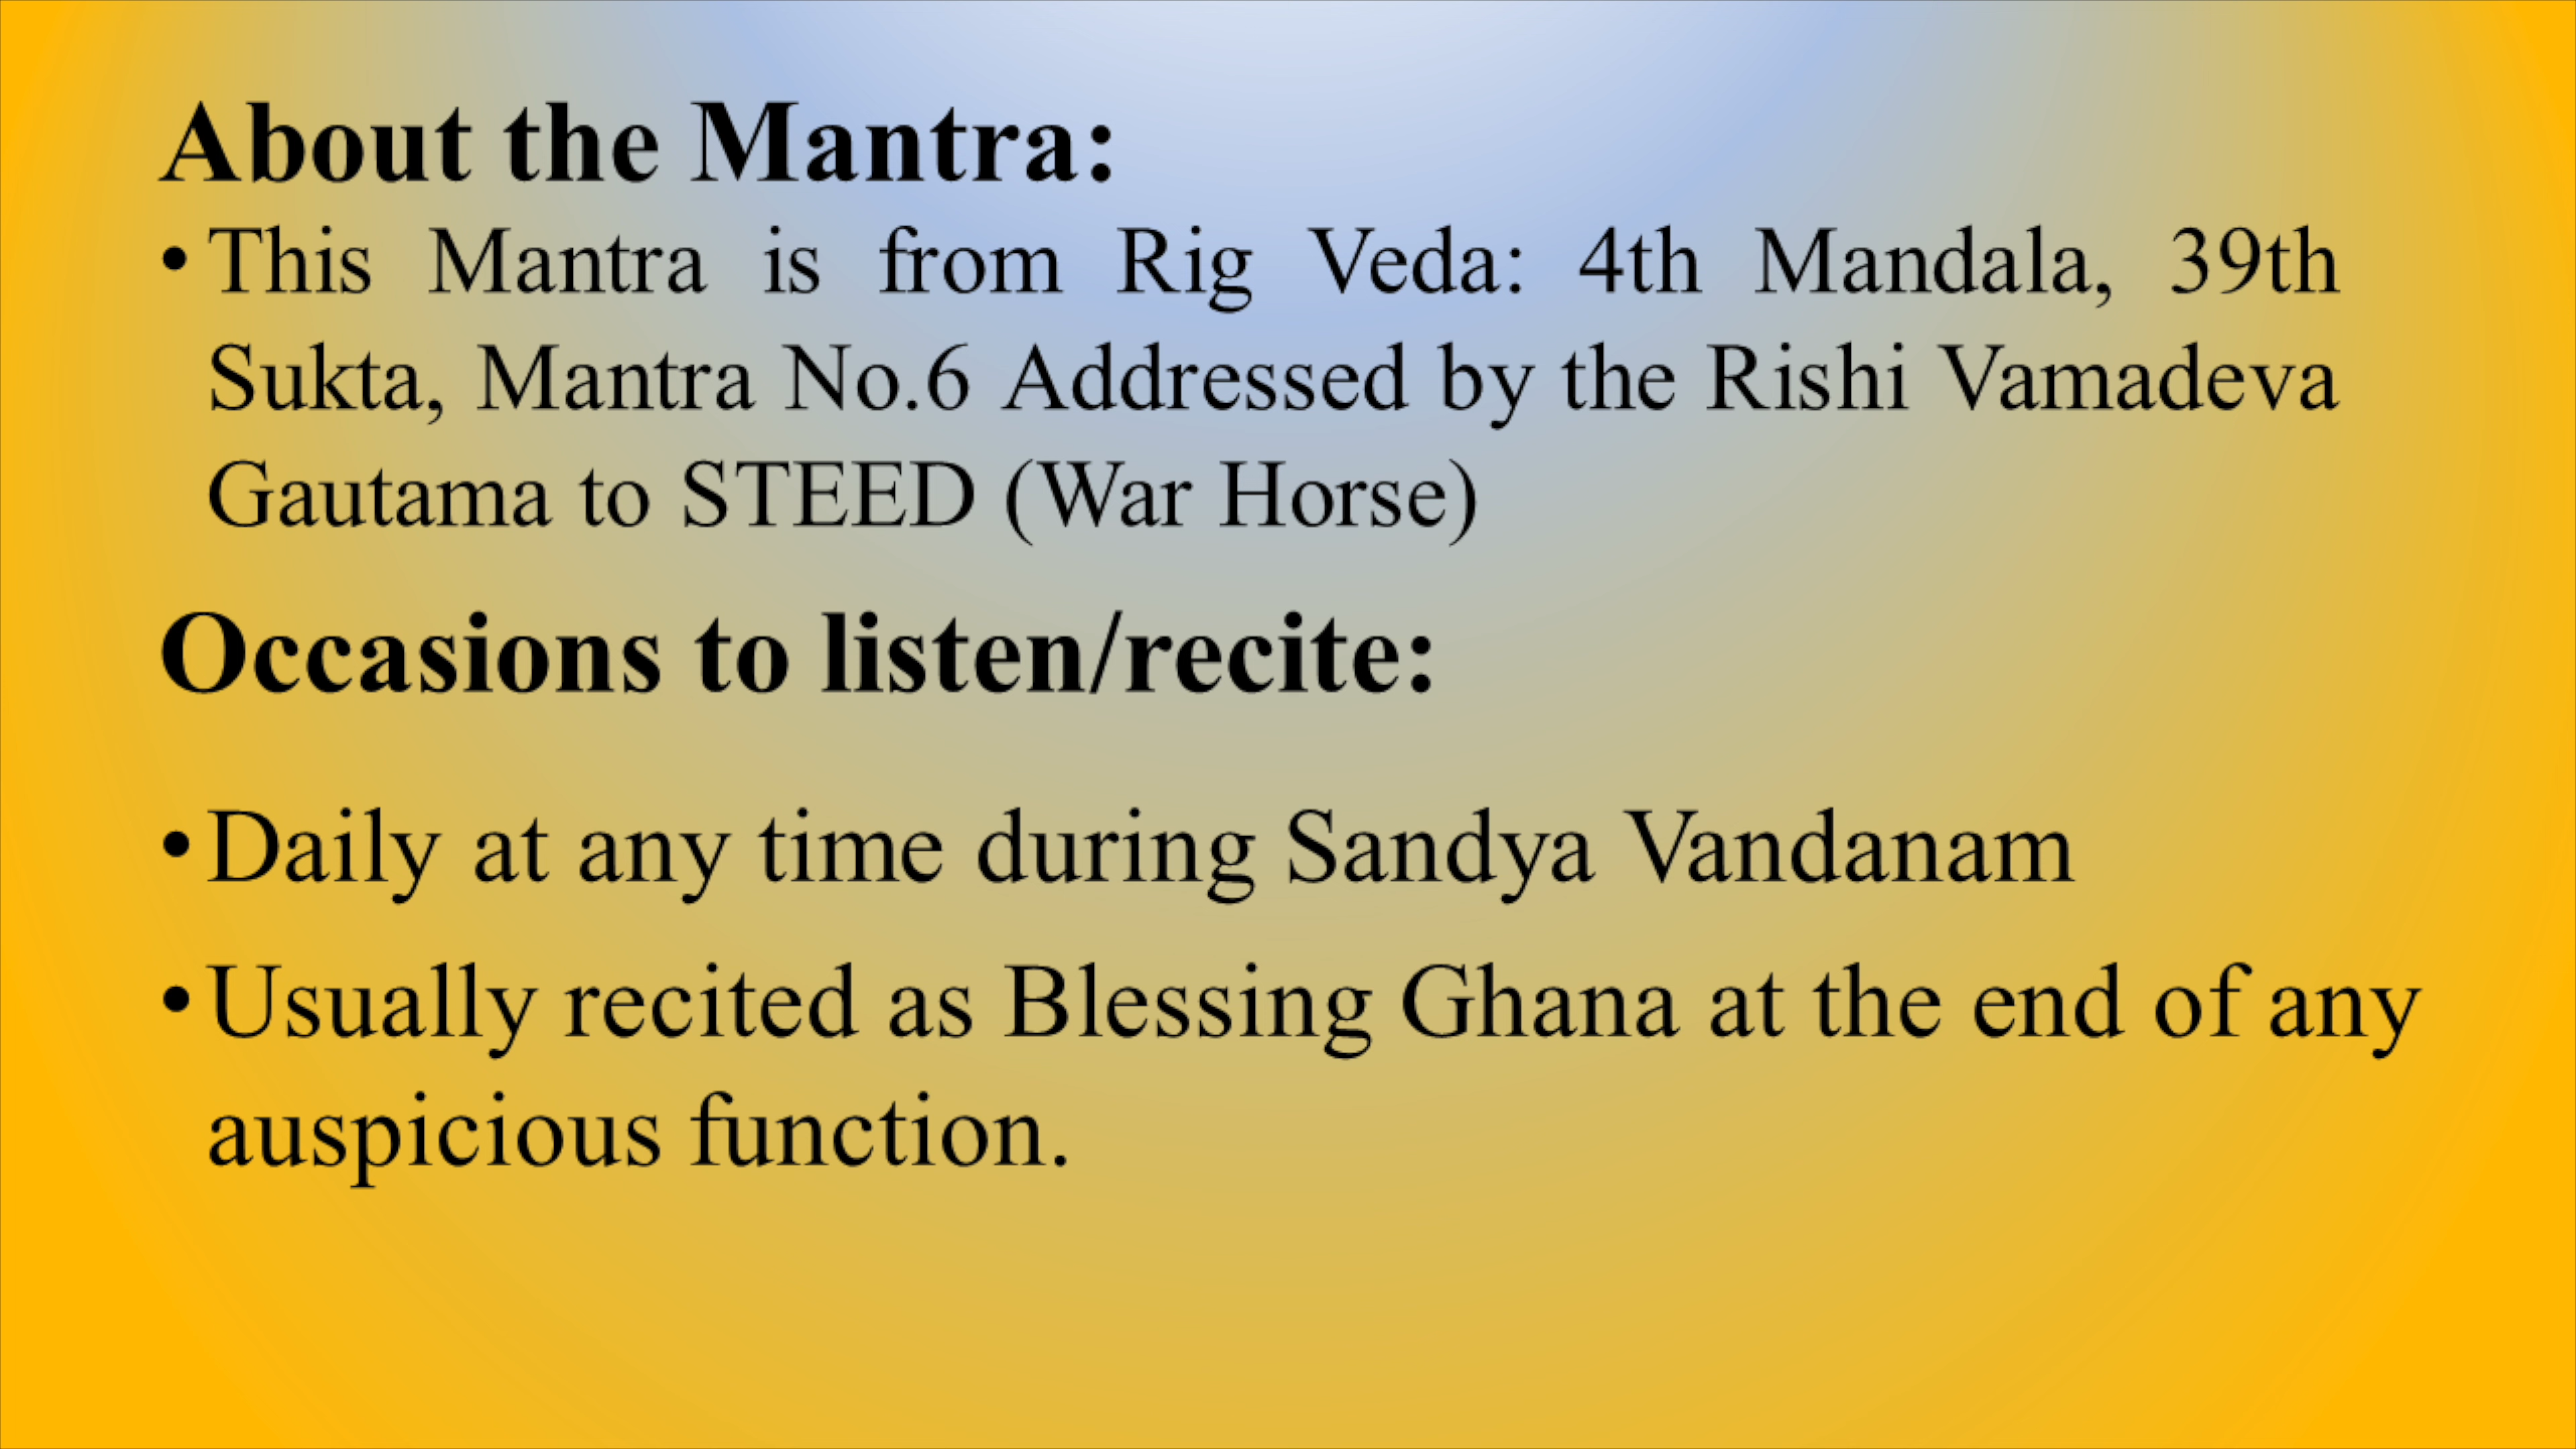 About the Mantra:
• This Mantra is from Rig Veda: 4th Mandala, 39th
Sukta, Mantra No.6 Addressed by the Rishi Vamadeva
Gautama to STEED (War Horse)
Occasions to listen/recite:
• Daily at any time during Sandya Vandanam
• Usually recited as Blessing Ghana at the end of any
auspicious function.